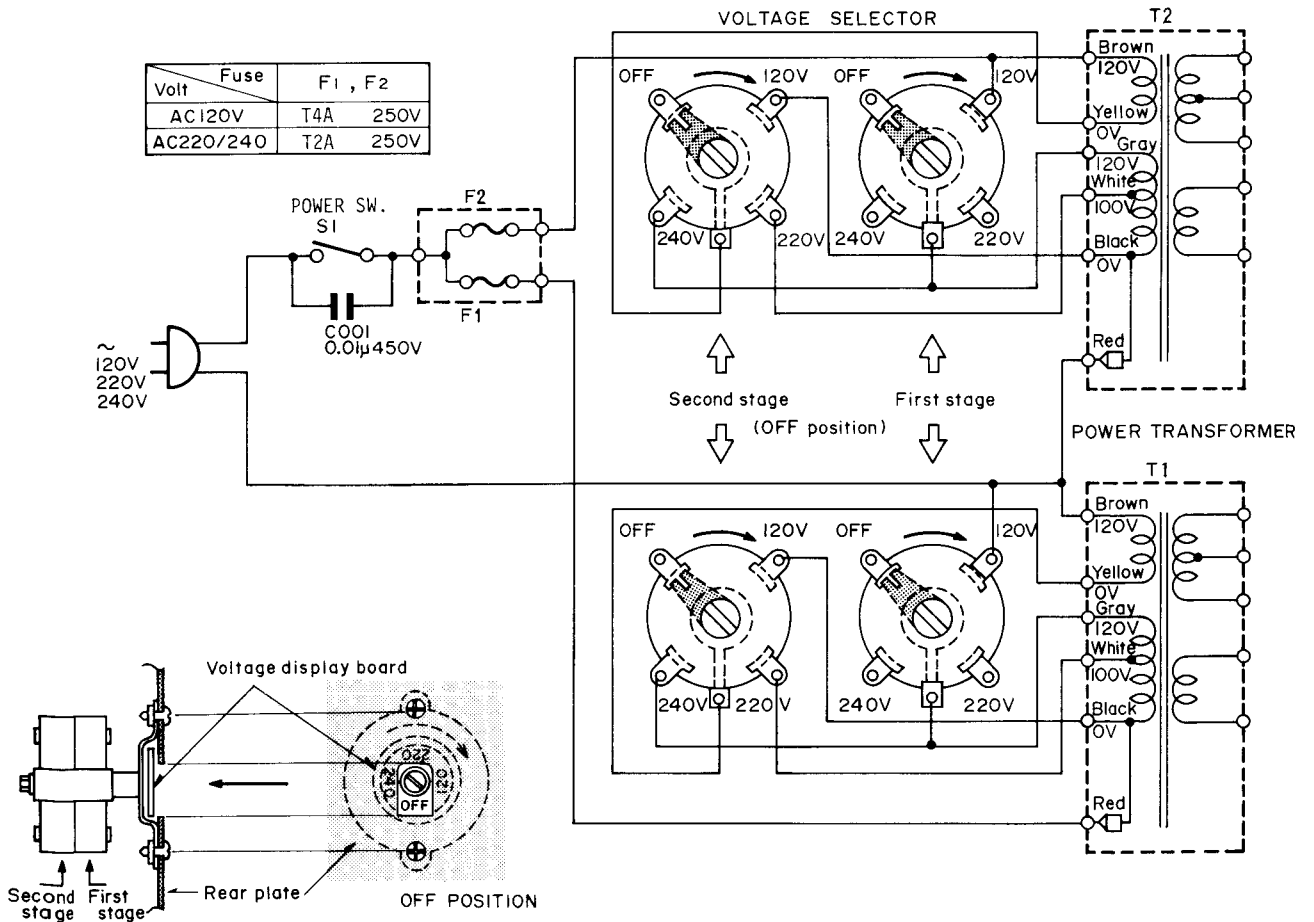 VOLTAGE SELECTOR
T2
Volt Fuse F1 , F2
AC120V T4A 250V
AC220/240 T2A 250V
OFF 120V OFF 120V
Brown
120V
Yellow
0V
Gray
120V
White
100V
Black
0V
Red
240V 220V 240V 220V
POWER SW.
S1
F2
F1
C001
0.01μ450V
~
120V
220V
240V
Second stage First stage
(OFF position)
POWER TRANSFORMER
T1
OFF 120V OFF 120V
Brown
120V
Yellow
0V
Gray
120V
White
100V
Black
0V
Red
240V 220V 240V 220V
Voltage display board
220
240 120
OFF
Rear plate
OFF POSITION
Second stage First stage